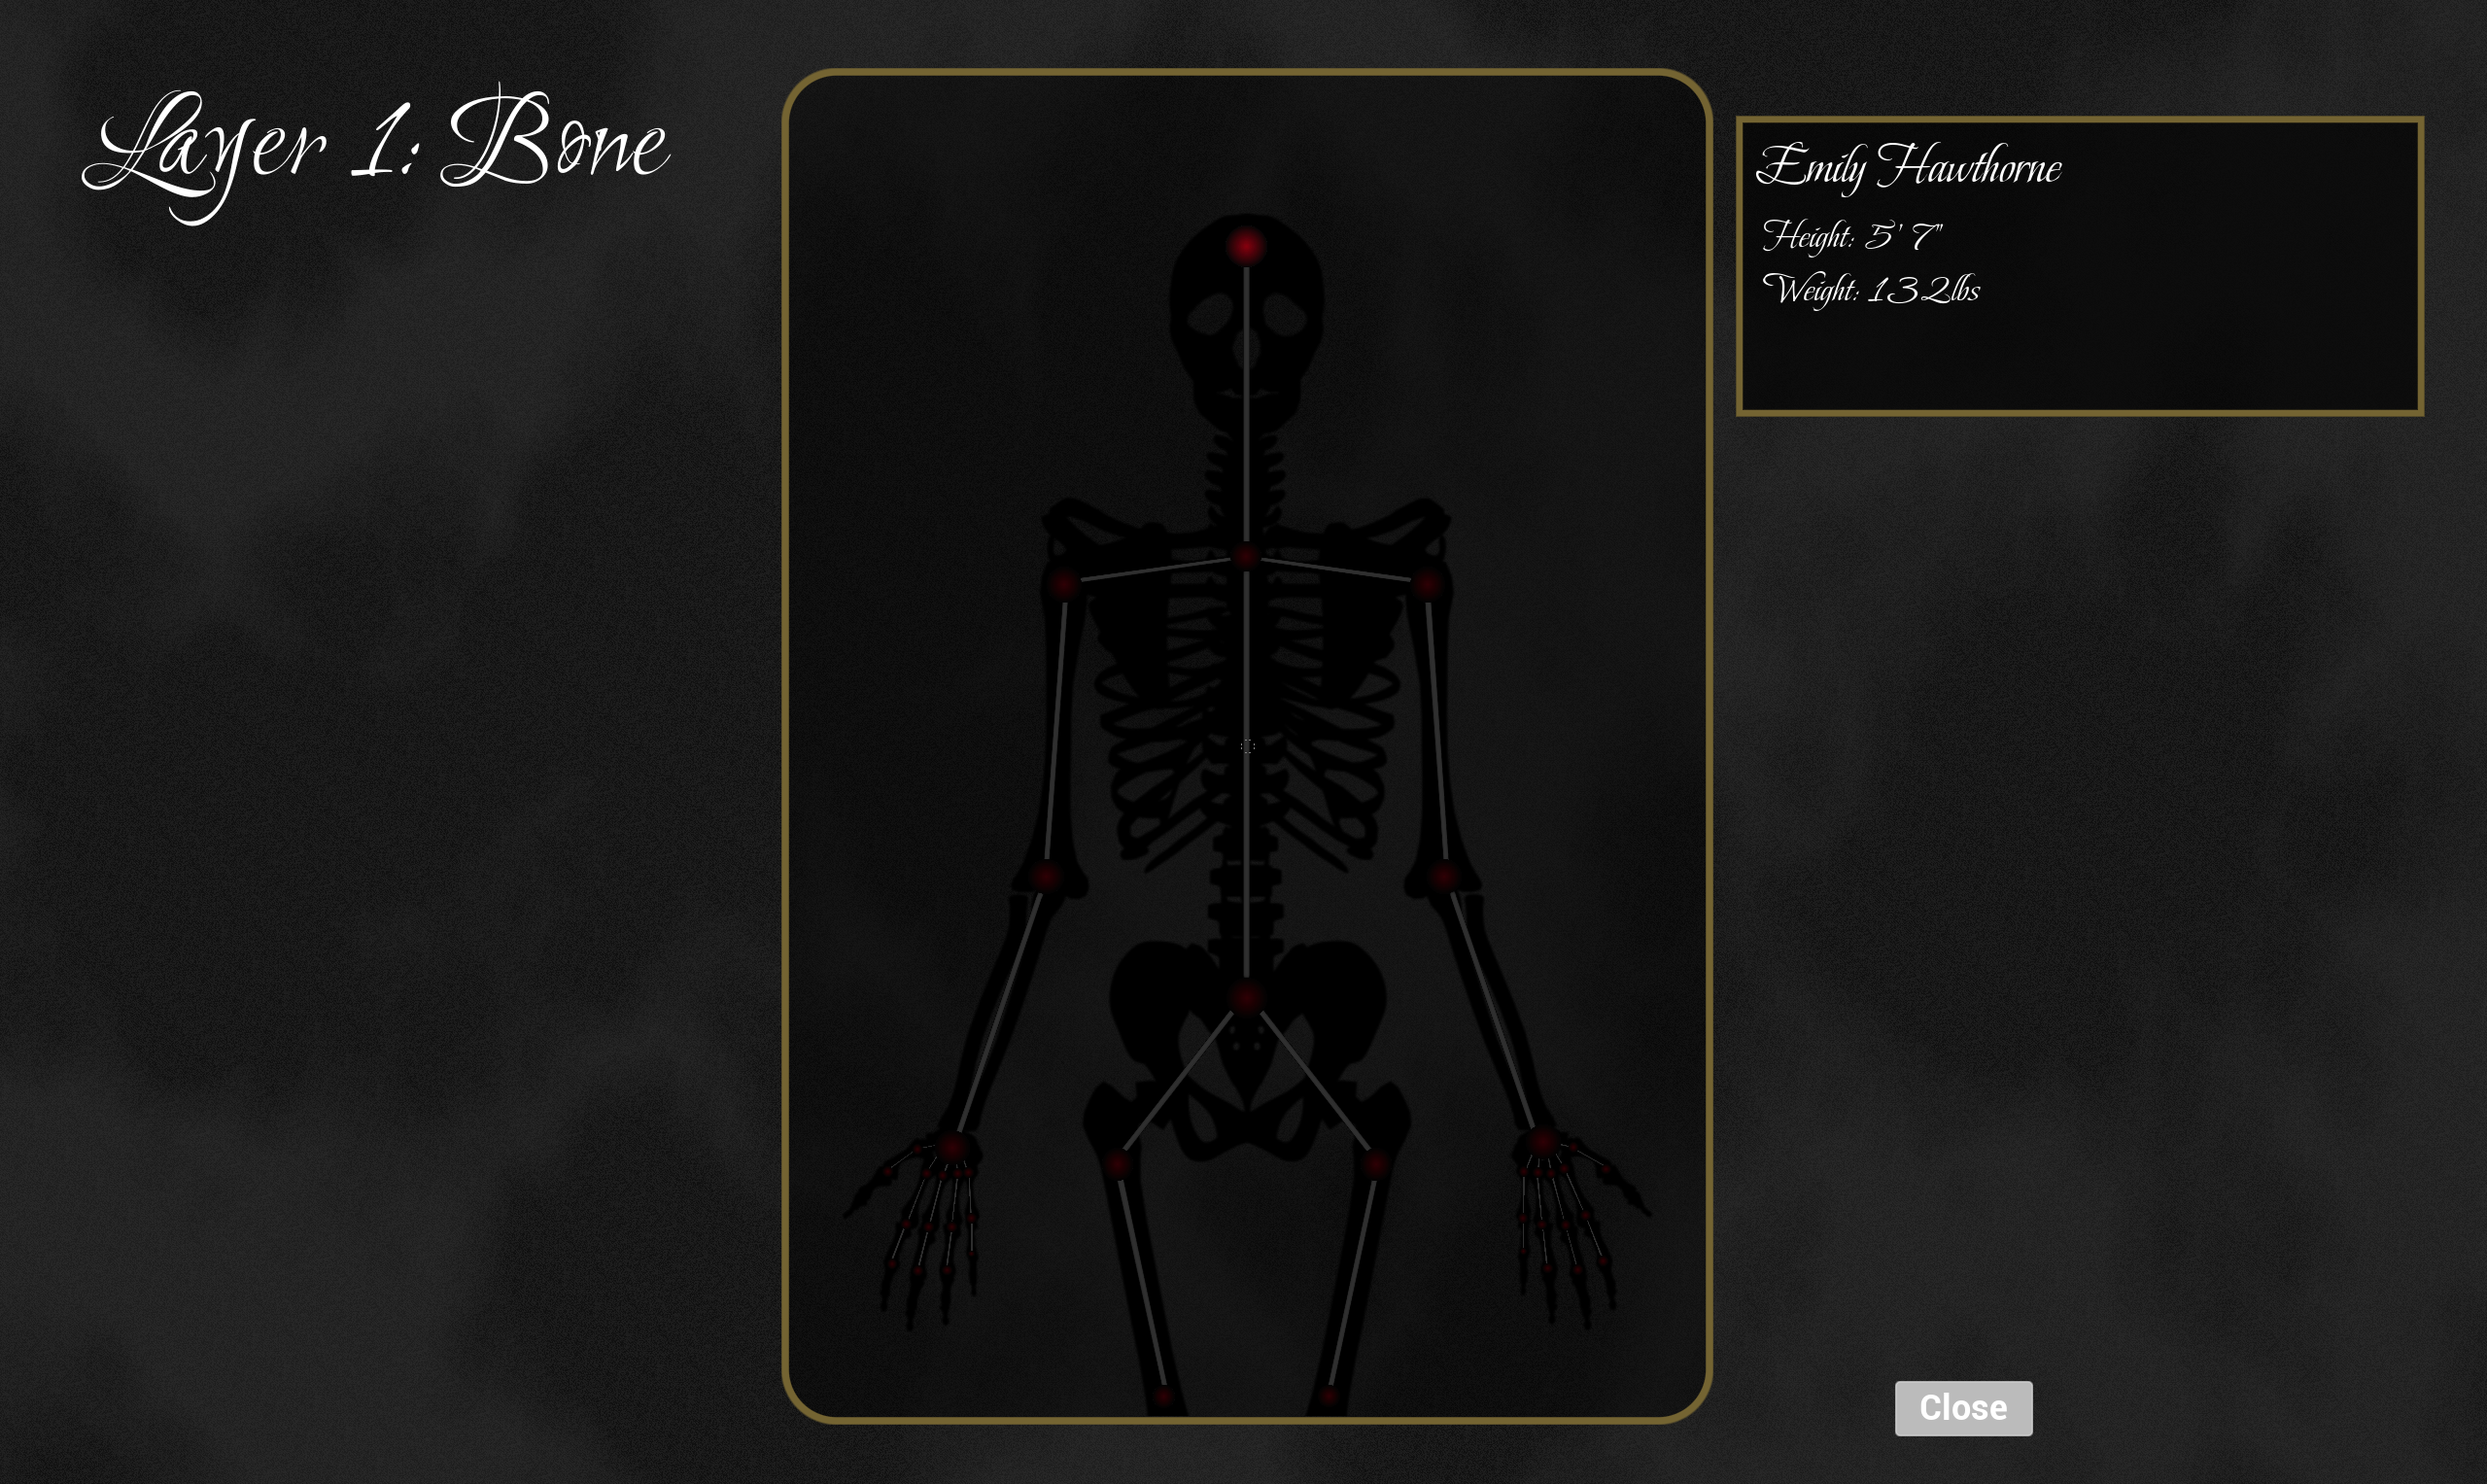 Layer 1: Bone
Emily Hawthorne
Height: 5' 7"
Weight: 132lbs
Close